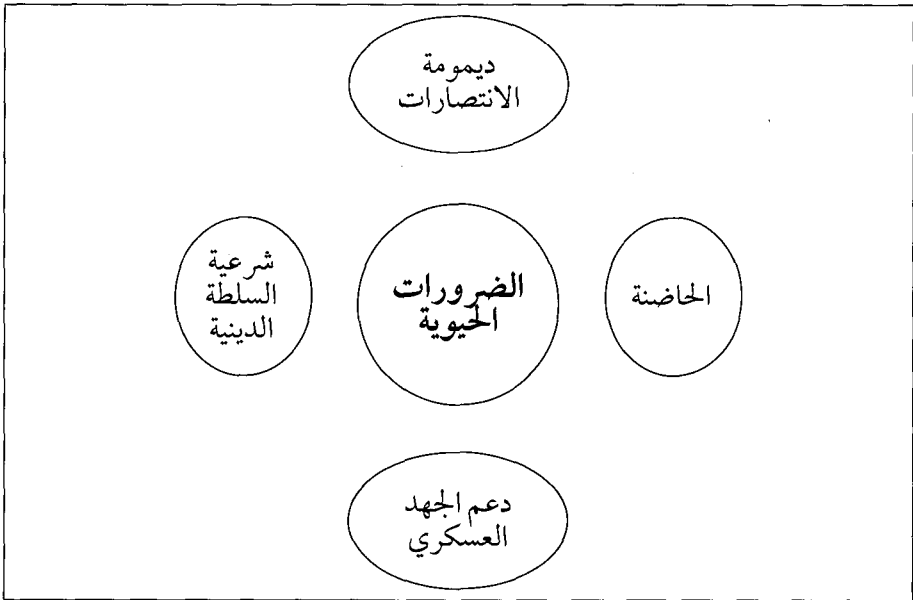 ديمومة
الانتصارات
الحاضنة
الضرورات
الحيوية
شرعية
السلطة
الدينية
دعم الجهد
العسكري